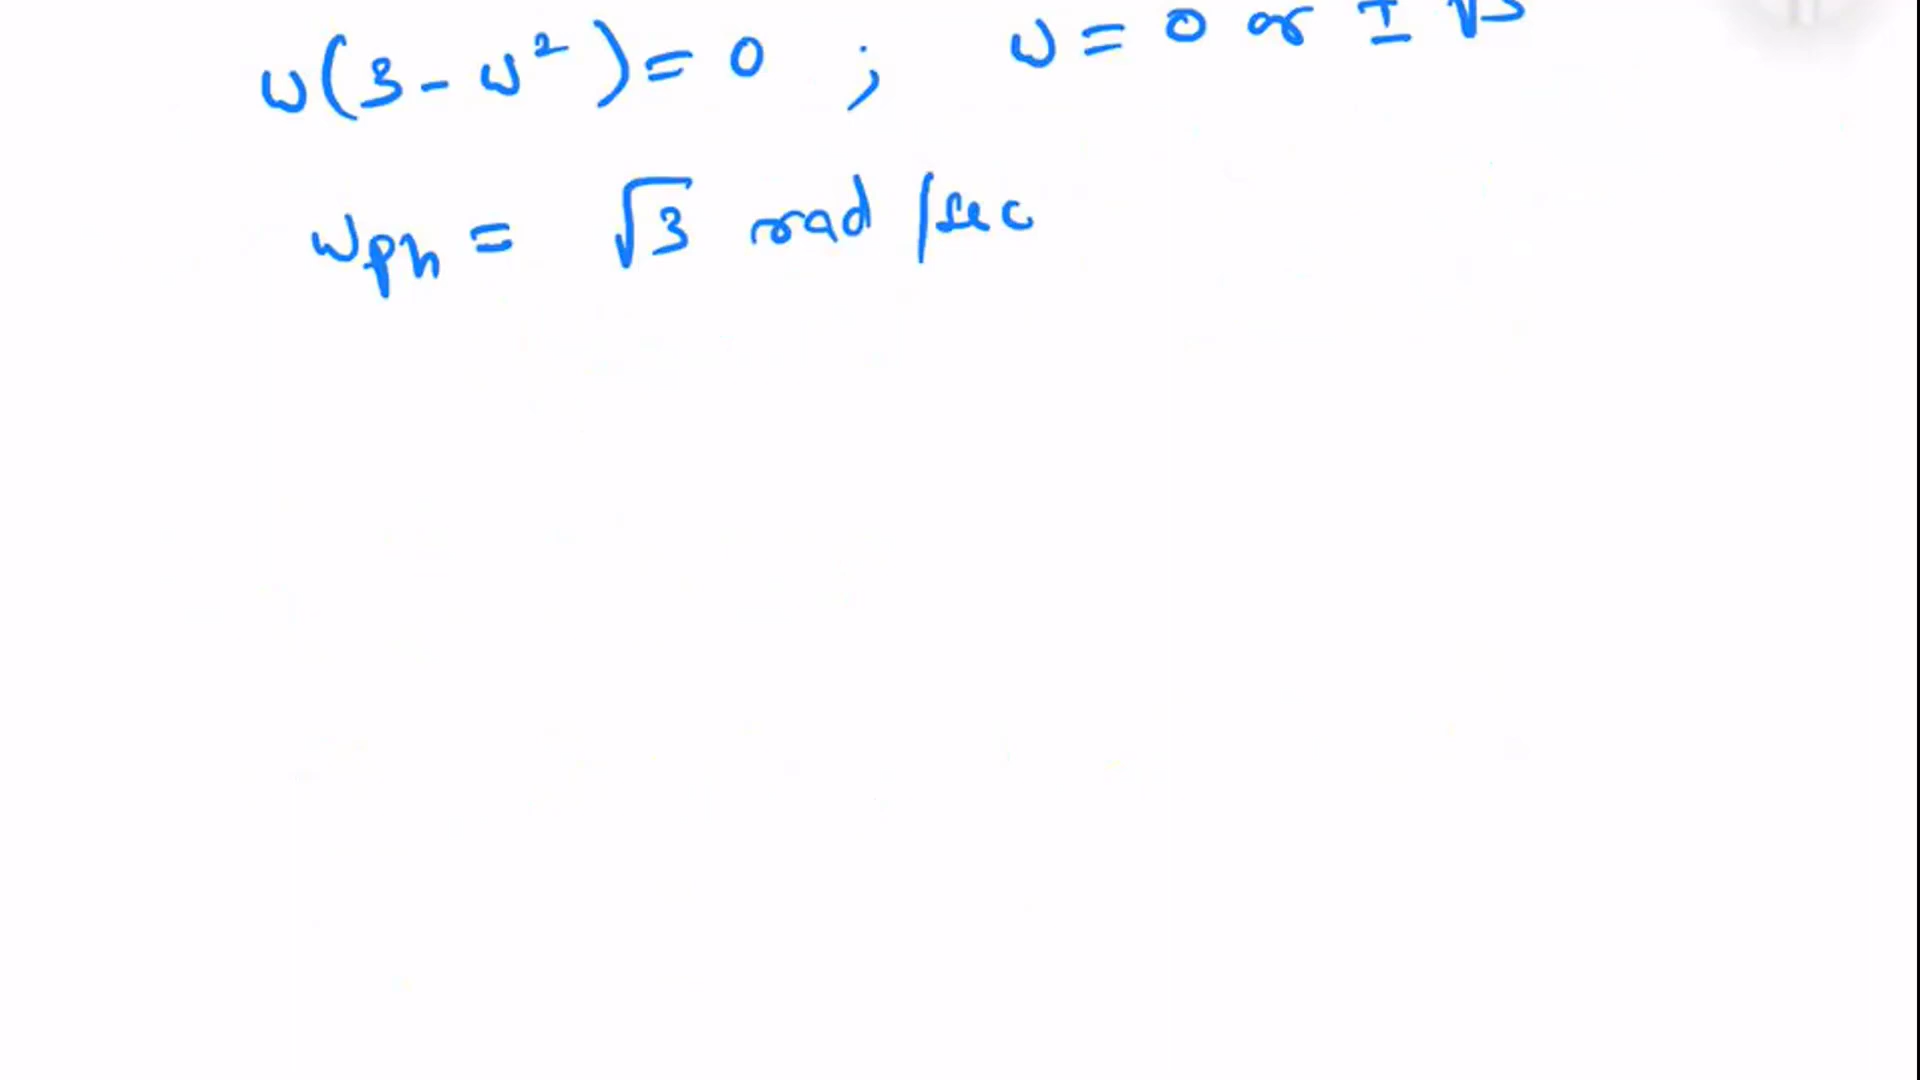 ω(3-ω²)=0 ; ω = 0 or ± √3
ωph = √3 rad/sec